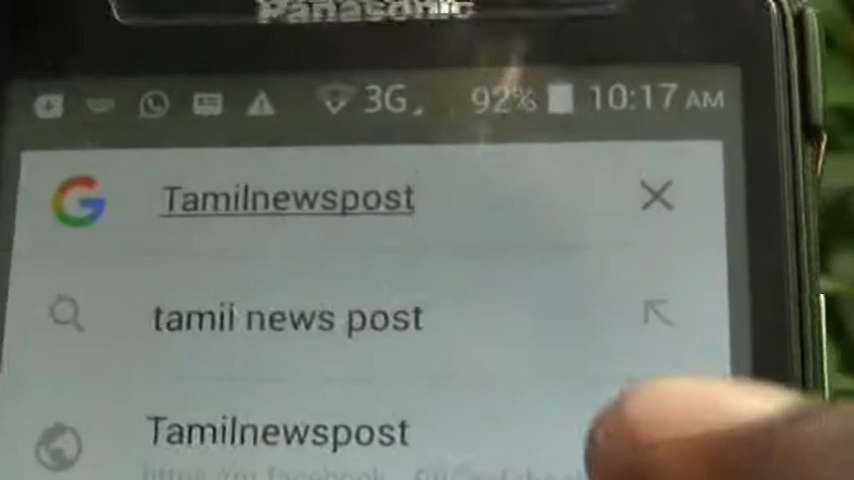 Panasonic
3G 92% 10:17 AM
Tamilnewspost
tamil news post
Tamilnewspost